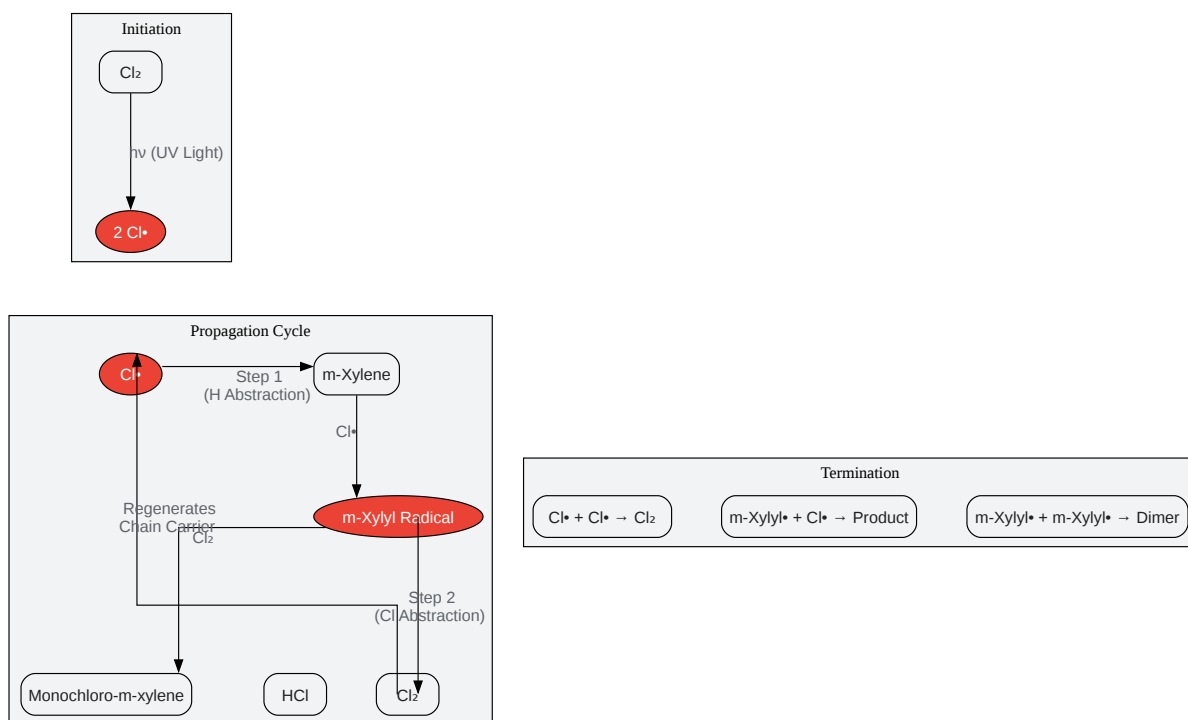 Initiation
Cl₂
hν (UV Light)
2 Cl•
Propagation Cycle
Cl•
Step 1
(H Abstraction)
m-Xylene
Cl•
m-Xylyl Radical
Regenerates
Chain Carrier
Cl₂
Step 2
(Cl Abstraction)
Monochloro-m-xylene
HCl
Cl₂
Termination
Cl• + Cl• → Cl₂
m-Xylyl• + Cl• → Product
m-Xylyl• + m-Xylyl• → Dimer